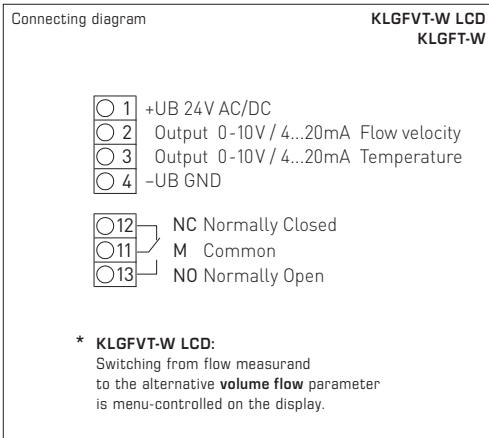 Connecting diagram
KLGFVT-W LCD
KLGFT-W
1 +UB 24V AC/DC
2 Output 0-10V / 4...20mA Flow velocity
3 Output 0-10V / 4...20mA Temperature
4 –UB GND
12 NC Normally Closed
11 M Common
13 NO Normally Open
* KLGFVT-W LCD:
Switching from flow measurand
to the alternative volume flow parameter
is menu-controlled on the display.